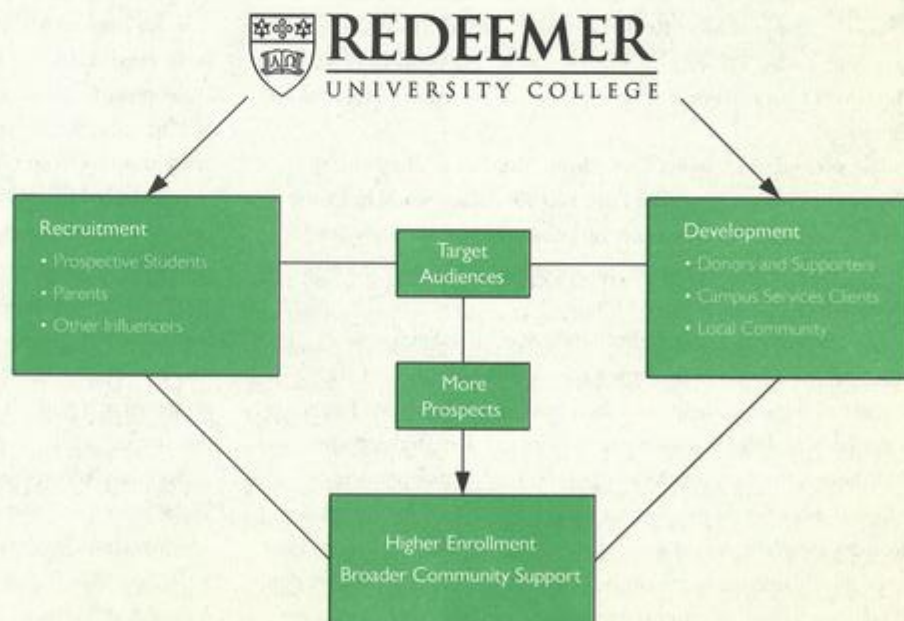 REDEEMER
UNIVERSITY COLLEGE
Recruitment
• Prospective Students
• Parents
• Other Influencers
Target
Audiences
Development
• Donors and Supporters
• Campus Services Clients
• Local Community
More
Prospects
Higher Enrollment
Broader Community Support